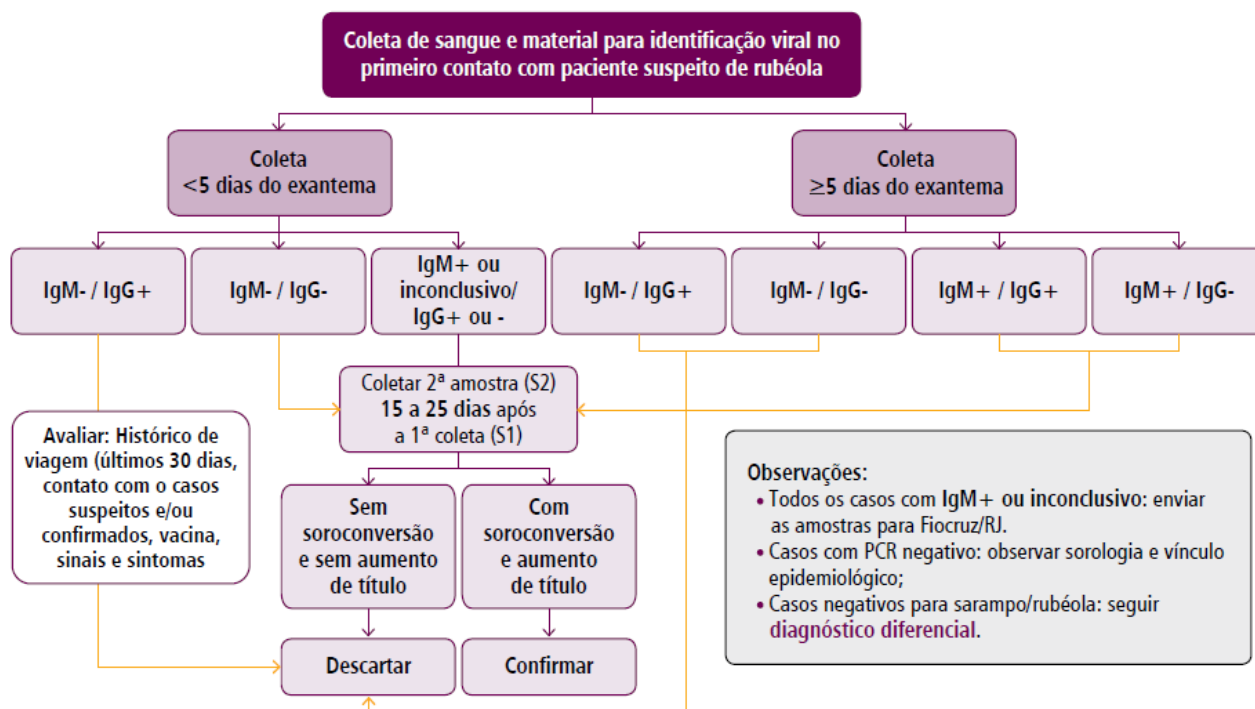 Coleta de sangue e material para identificação viral no
primeiro contato com paciente suspeito de rubéola
Coleta
<5 dias do exantema
Coleta
≥5 dias do exantema
IgM- / IgG+
IgM- / IgG-
IgM+ ou
inconclusivo/
IgG+ ou -
IgM- / IgG+
IgM- / IgG-
IgM+ / IgG+
IgM+ / IgG-
Coletar 2ª amostra (S2)
15 a 25 dias após
a 1ª coleta (S1)
Avaliar: Histórico de
viagem (últimos 30 dias,
contato com o casos
suspeitos e/ou
confirmados, vacina,
sinais e sintomas
Sem
soroconversão
e sem aumento
de título
Com
soroconversão
e aumento
de título
Descartar
Confirmar
Observações:
• Todos os casos com IgM+ ou inconclusivo: enviar
as amostras para Fiocruz/RJ.
• Casos com PCR negativo: observar sorologia e vínculo
epidemiológico;
• Casos negativos para sarampo/rubéola: seguir
diagnóstico diferencial.